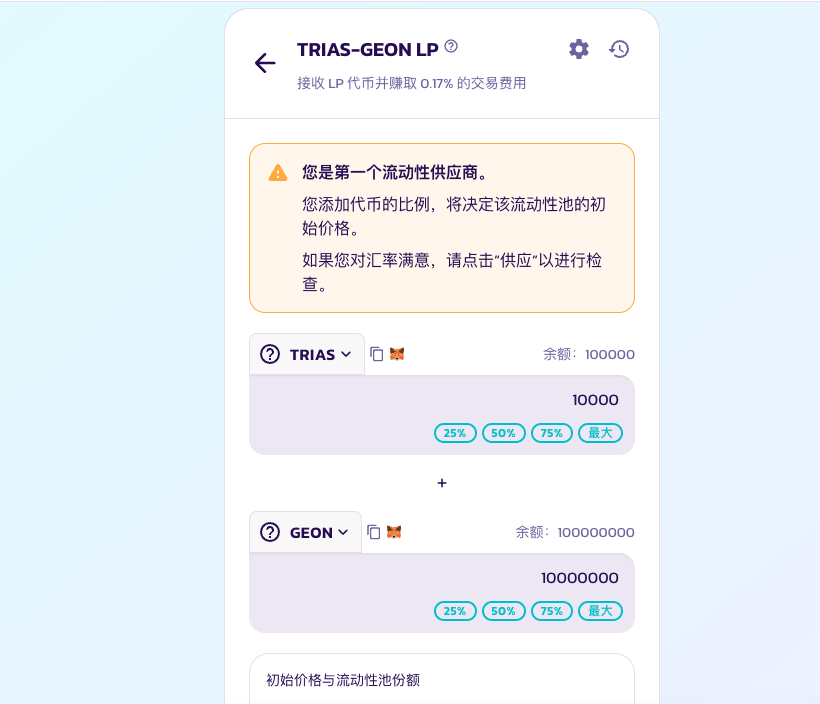 TRIAS-GEON LP
接收 LP 代币并赚取 0.17% 的交易费用
您是第一个流动性供应商。
您添加代币的比例，将决定该流动性池的初
始价格。
如果您对汇率满意，请点击“供应”以进行检
查。
TRIAS
余额：100000
10000
25% 50% 75% 最大
+
GEON
余额：100000000
10000000
25% 50% 75% 最大
初始价格与流动性池份额